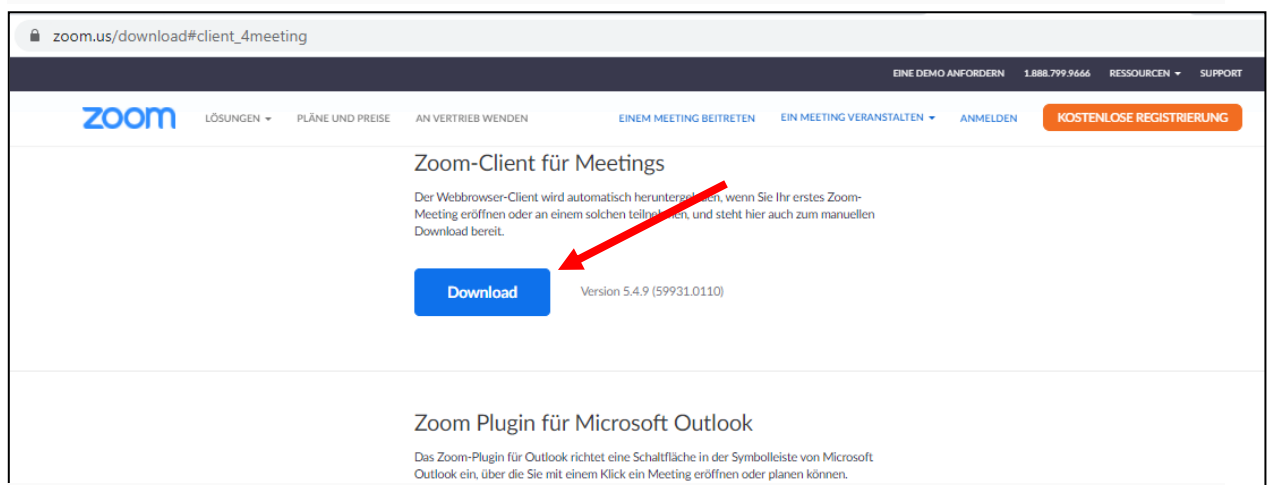 zoom.us/download#client_4meeting
EINE DEMO ANFORDERN 1.888.799.9666 RESSOURCEN SUPPORT
zoom LÖSUNGEN PLÄNE UND PREISE AN VERTRIEB WENDEN EINEM MEETING BEITRETEN EIN MEETING VERANSTALTEN ANMELDEN KOSTENLOSE REGISTRIERUNG
Zoom-Client für Meetings
Der Webbrowser-Client wird automatisch heruntergeladen, wenn Sie Ihr erstes Zoom-
Meeting eröffnen oder an einem solchen teilnehmen, und steht hier auch zum manuellen
Download bereit.
Download Version 5.4.9 (59931.0110)
Zoom Plugin für Microsoft Outlook
Das Zoom-Plugin für Outlook richtet eine Schaltfläche in der Symbolleiste von Microsoft
Outlook ein, über die Sie mit einem Klick ein Meeting eröffnen oder planen können.